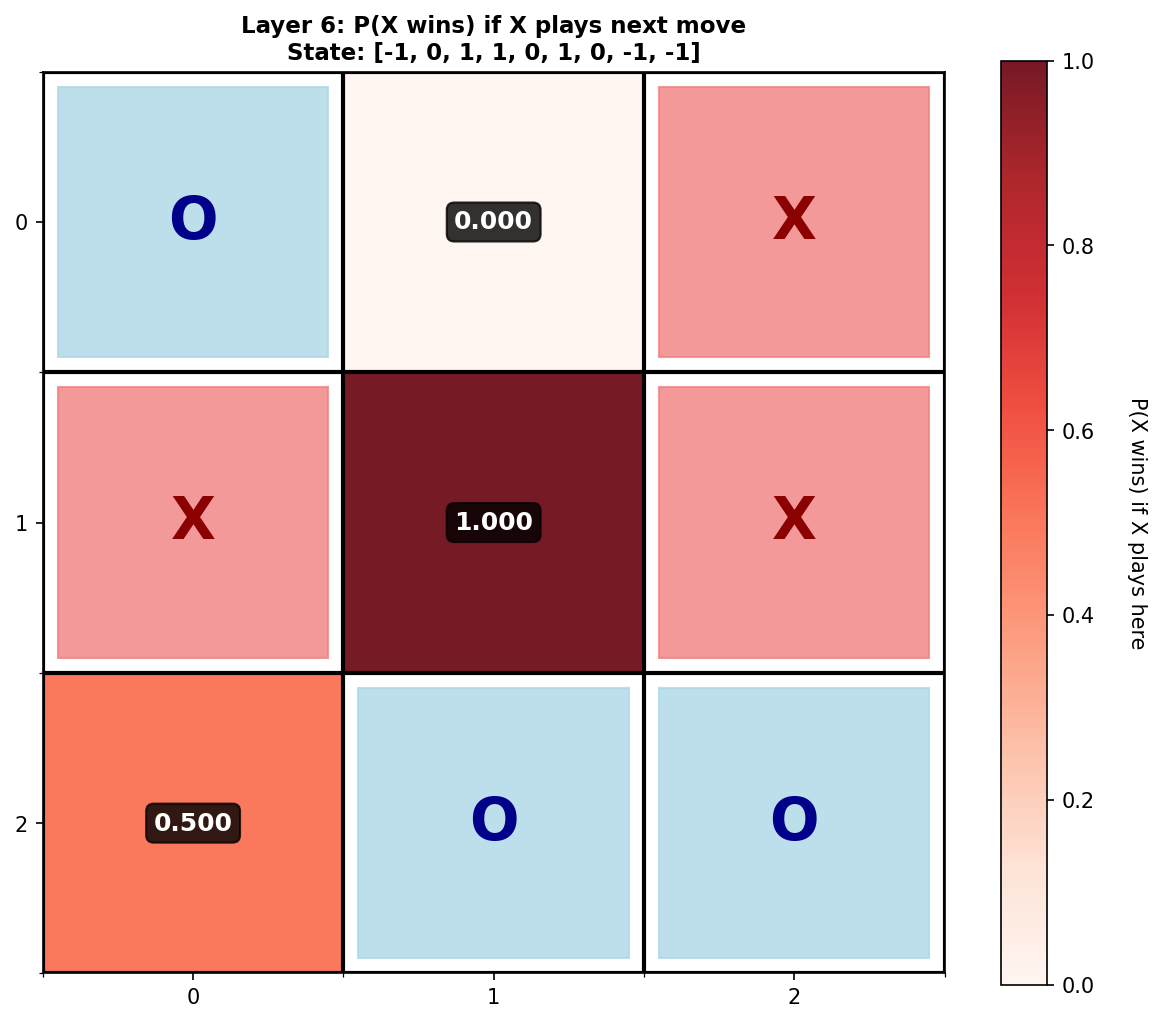 Layer 6: P(X wins) if X plays next move
State: [-1, 0, 1, 1, 0, 1, 0, -1, -1]
1.0
0.8
0.6
0.4
0.2
0.0
P(X wins) if X plays here
0
O
0.000
X
1
X
1.000
X
2
0.500
O
O
0
1
2